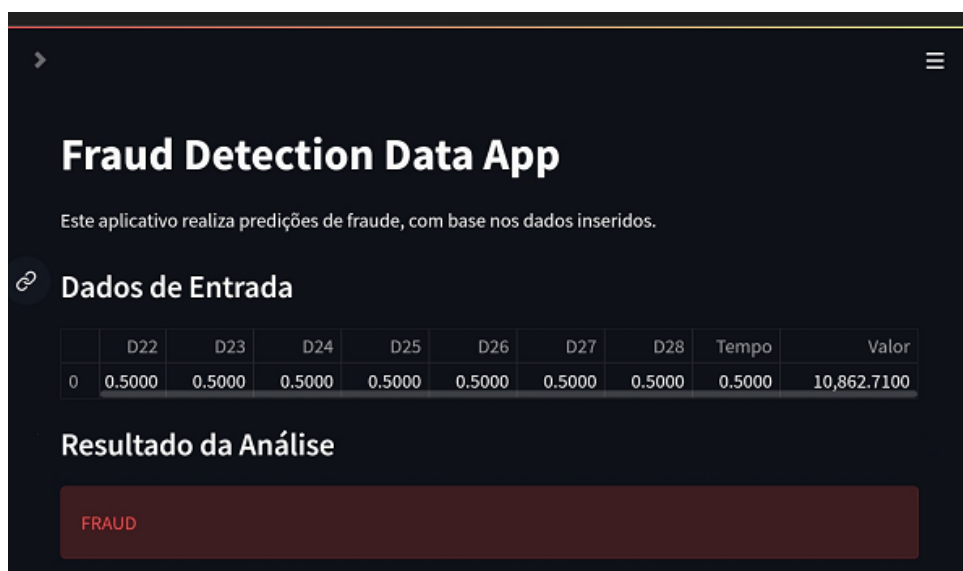 Fraud Detection Data App
Este aplicativo realiza predições de fraude, com base nos dados inseridos.
Dados de Entrada
D22 D23 D24 D25 D26 D27 D28 Tempo Valor
0 0.5000 0.5000 0.5000 0.5000 0.5000 0.5000 0.5000 0.5000 10,862.7100
Resultado da Análise
FRAUD